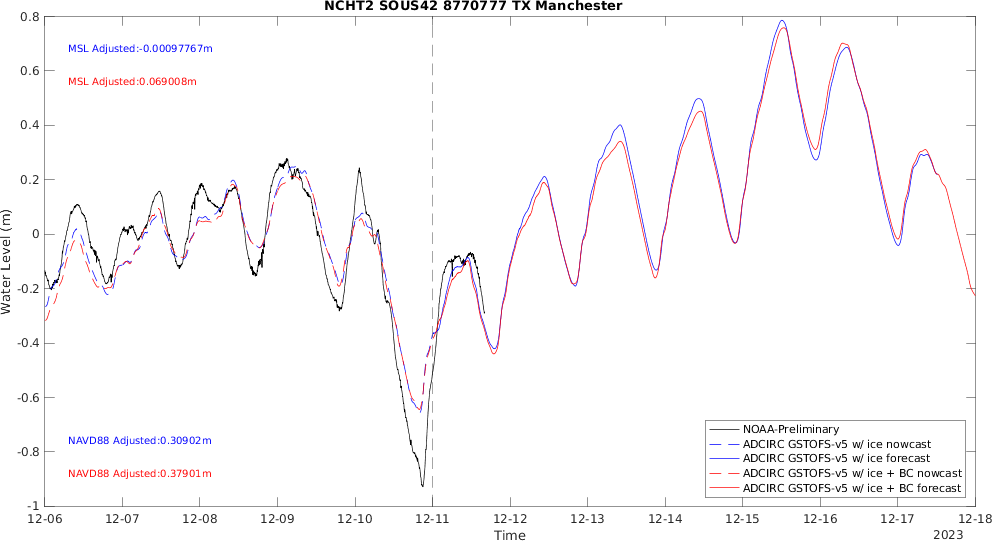 NCHT2 SOUS42 8770777 TX Manchester
MSL Adjusted:-0.00097767m
MSL Adjusted:0.069008m
NAVD88 Adjusted:0.30902m
NAVD88 Adjusted:0.37901m
Water Level (m)
0.8
0.6
0.4
0.2
0
-0.2
-0.4
-0.6
-0.8
-1
NOAA-Preliminary
ADCIRC GSTOFS-v5 w/ ice nowcast
ADCIRC GSTOFS-v5 w/ ice forecast
ADCIRC GSTOFS-v5 w/ ice + BC nowcast
ADCIRC GSTOFS-v5 w/ ice + BC forecast
12-06 12-07 12-08 12-09 12-10 12-11 12-12 12-13 12-14 12-15 12-16 12-17 12-18
Time
2023